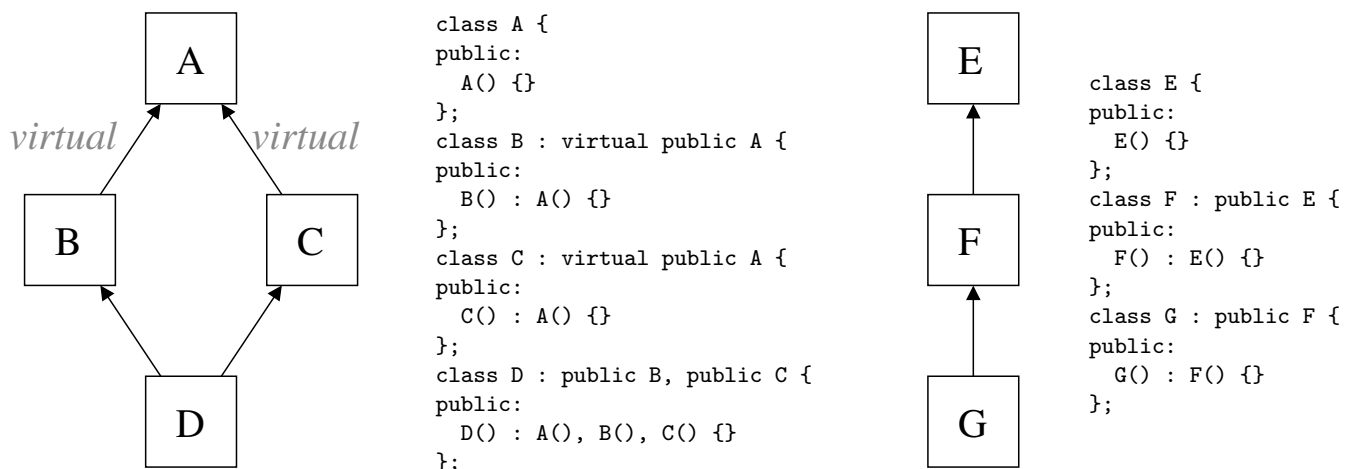 A
virtual
virtual
B
C
D
class A {
public:
  A() {}
};
class B : virtual public A {
public:
  B() : A() {}
};
class C : virtual public A {
public:
  C() : A() {}
};
class D : public B, public C {
public:
  D() : A(), B(), C() {}
};
E
F
G
class E {
public:
  E() {}
};
class F : public E {
public:
  F() : E() {}
};
class G : public F {
public:
  G() : F() {}
};